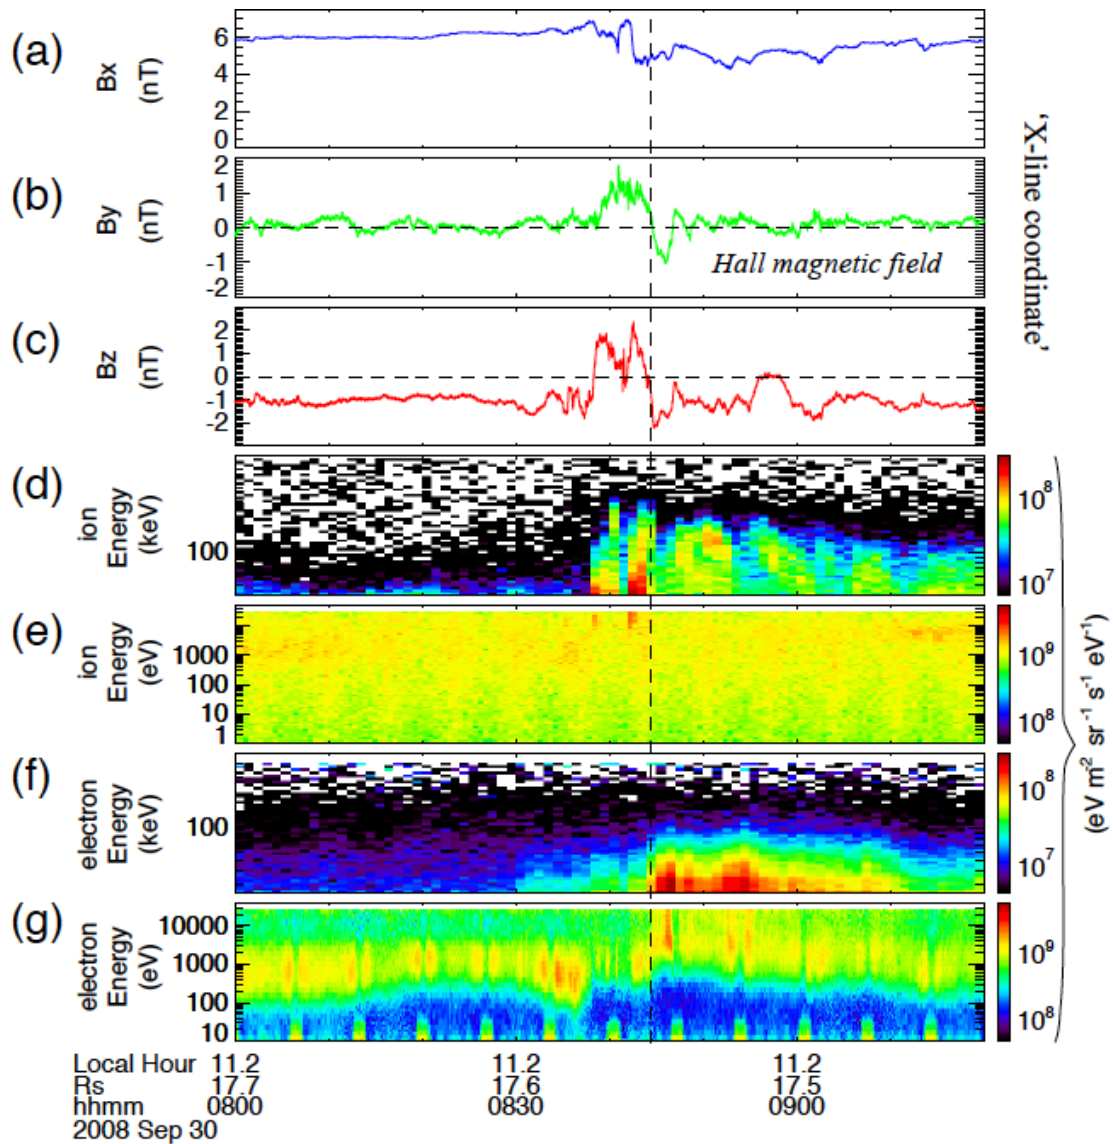 (a)
Bx
(nT)
6
4
2
0
(b)
By
(nT)
2
1
0
-1
-2
Hall magnetic field
(c)
Bz
(nT)
2
1
0
-1
-2
'X-line coordinate'
(d)
ion
Energy
(keV)
100
10⁸
10⁷
(e)
ion
Energy
(eV)
1000
100
10
1
10⁹
10⁸
(f)
electron
Energy
(keV)
100
10⁸
10⁷
(g)
electron
Energy
(eV)
10000
1000
100
10
10⁹
10⁸
(eV m⁻² sr⁻¹ s⁻¹ eV⁻¹)
Local Hour 11.2 11.2 11.2
Rs 17.7 17.6 17.5
hhmm 0800 0830 0900
2008 Sep 30